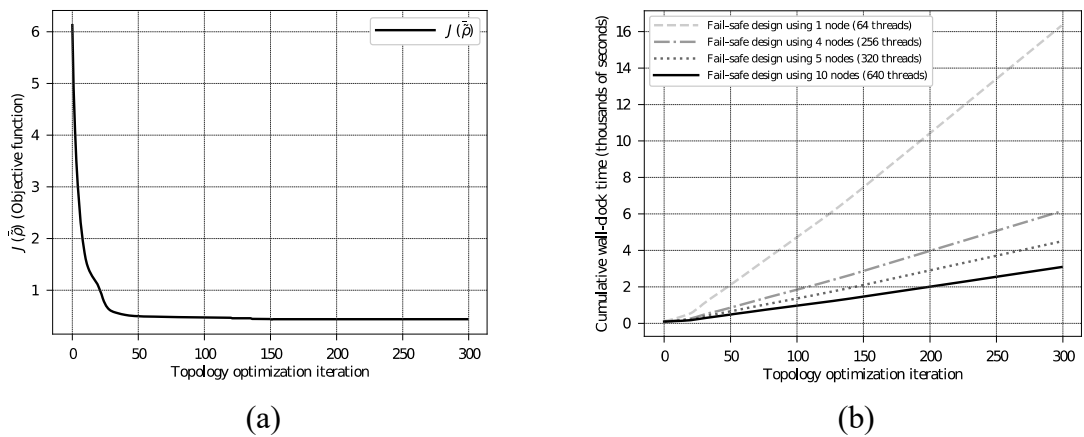 J (ρ̄̃)
J (ρ̄̃) (Objective function)
6
5
4
3
2
1
0
50
100
150
200
250
300
Topology optimization iteration
(a)
Fail-safe design using 1 node (64 threads)
Fail-safe design using 4 nodes (256 threads)
Fail-safe design using 5 nodes (320 threads)
Fail-safe design using 10 nodes (640 threads)
Cumulative wall-clock time (thousands of seconds)
16
14
12
10
8
6
4
2
0
0
50
100
150
200
250
300
Topology optimization iteration
(b)